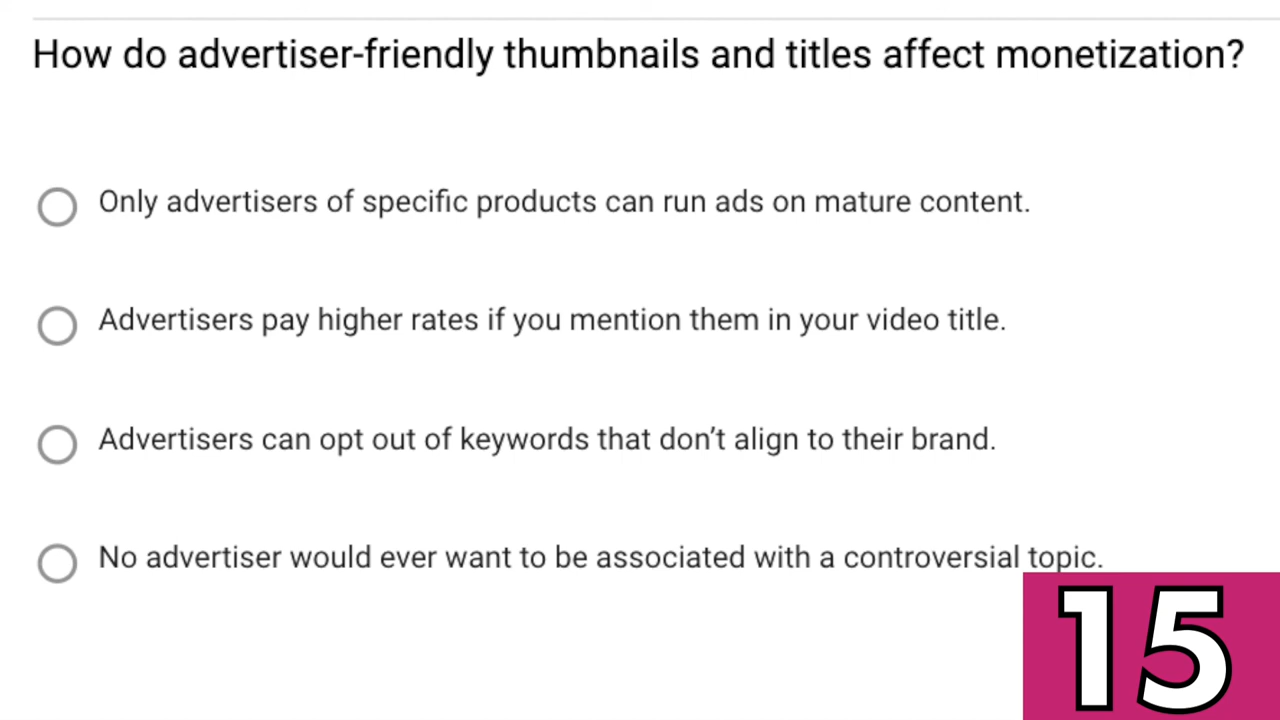 How do advertiser-friendly thumbnails and titles affect monetization?
Only advertisers of specific products can run ads on mature content.
Advertisers pay higher rates if you mention them in your video title.
Advertisers can opt out of keywords that don’t align to their brand.
No advertiser would ever want to be associated with a controversial topic.
15